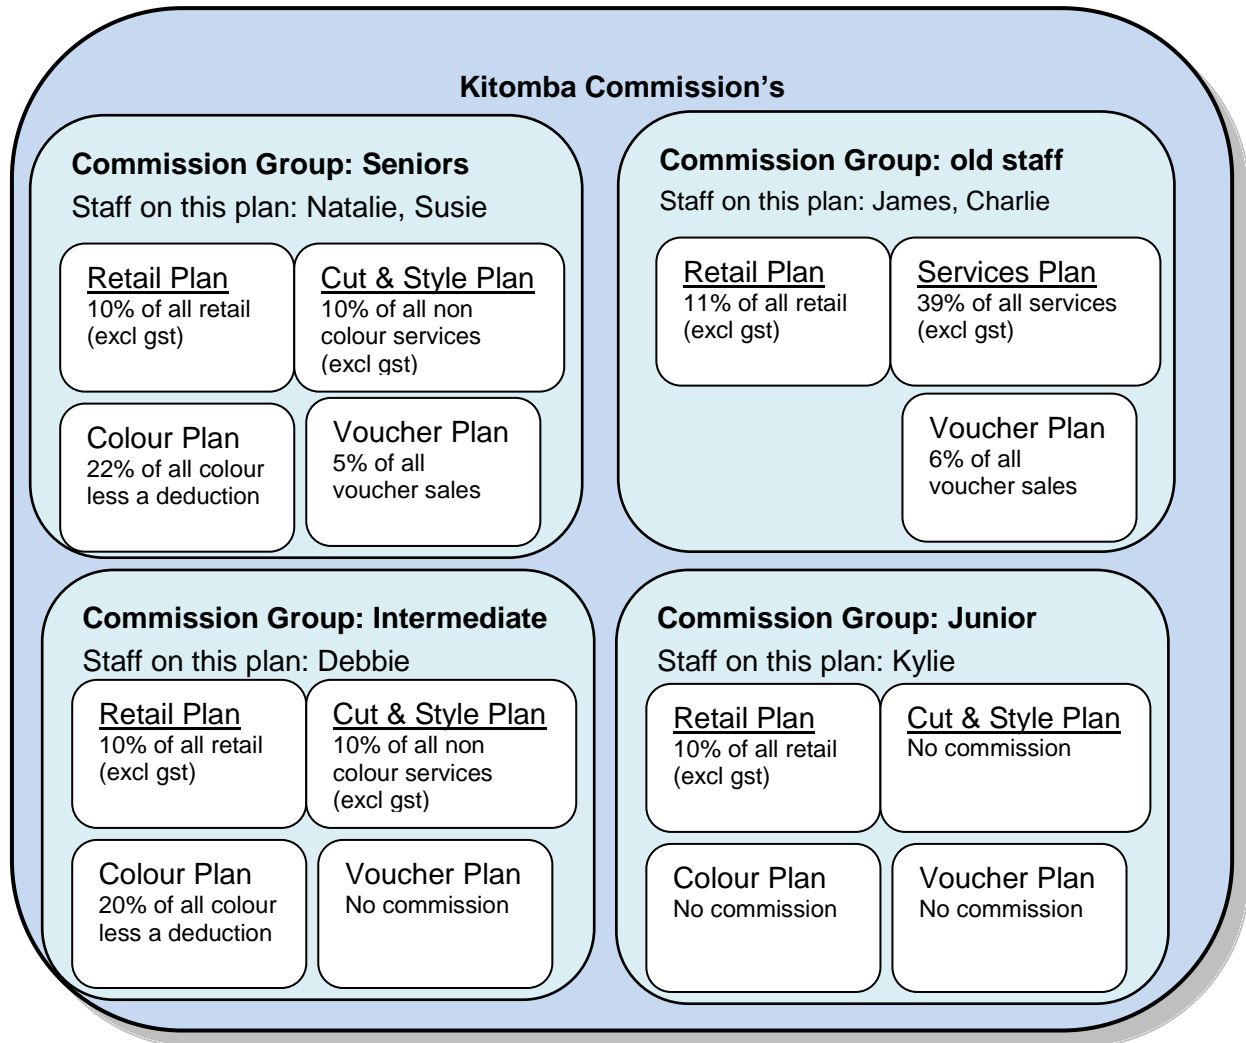 Kitomba Commission's
Commission Group: Seniors
Staff on this plan: Natalie, Susie
Retail Plan
10% of all retail
(excl gst)
Cut & Style Plan
10% of all non
colour services
(excl gst)
Colour Plan
22% of all colour
less a deduction
Voucher Plan
5% of all
voucher sales
Commission Group: old staff
Staff on this plan: James, Charlie
Retail Plan
11% of all retail
(excl gst)
Services Plan
39% of all services
(excl gst)
Voucher Plan
6% of all
voucher sales
Commission Group: Intermediate
Staff on this plan: Debbie
Retail Plan
10% of all retail
(excl gst)
Cut & Style Plan
10% of all non
colour services
(excl gst)
Colour Plan
20% of all colour
less a deduction
Voucher Plan
No commission
Commission Group: Junior
Staff on this plan: Kylie
Retail Plan
10% of all retail
(excl gst)
Cut & Style Plan
No commission
Colour Plan
No commission
Voucher Plan
No commission